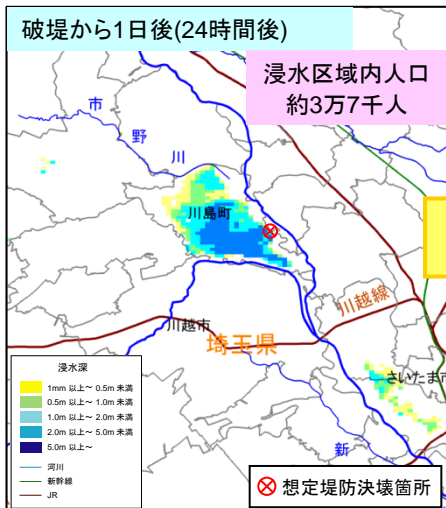 破堤から1日後(24時間後)
浸水区域内人口
約3万7千人
市
野
川
川島町
川越線
川越市
埼玉県
さいたま市
新
浸水深
1mm 以上～ 0.5m 未満
0.5m 以上～ 1.0m 未満
1.0m 以上～ 2.0m 未満
2.0m 以上～ 5.0m 未満
5.0m 以上～
河川
新幹線
JR
想定堤防決壊箇所